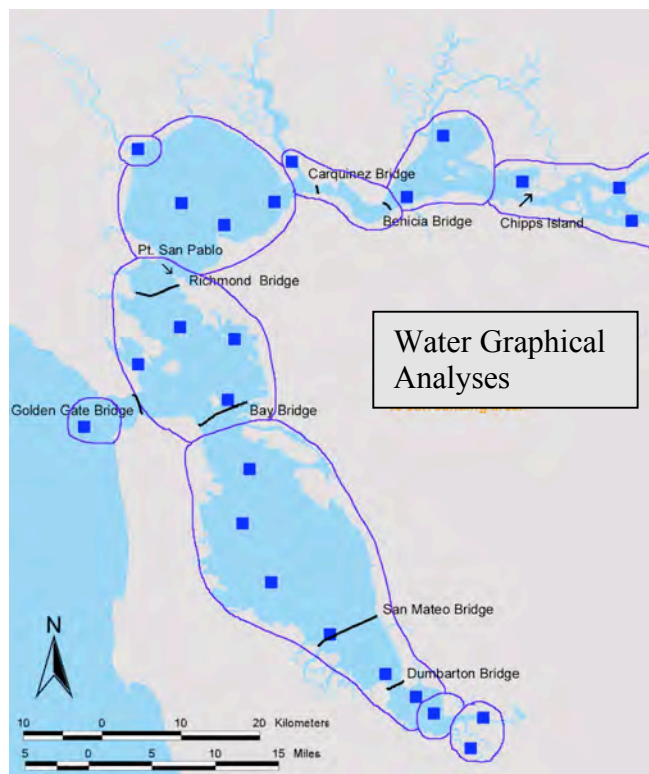 Carquinez Bridge
Benicia Bridge
Chipps Island
Pt. San Pablo
Richmond Bridge
Water Graphical
Analyses
Golden Gate Bridge
Bay Bridge
San Mateo Bridge
N
Dumbarton Bridge
10 0 10 20 Kilometers
5 0 5 10 15 Miles